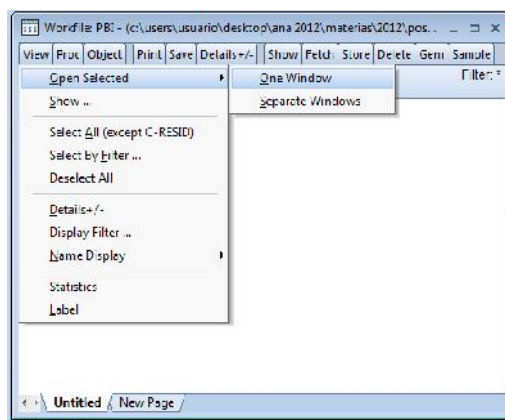 Workfile: PBI - (c:\users\usuario\desktop\ana 2012\materias\2012\pos...
View Proc Object Print Save Details+/- Show Fetch Store Delete Genr Sample
Filter: *
Open Selected
One Window
Show ...
Separate Windows
Select All (except C-RESID)
Select By Filter ...
Deselect All
Details+/-
Display Filter ...
Name Display
Statistics
Label
Untitled New Page